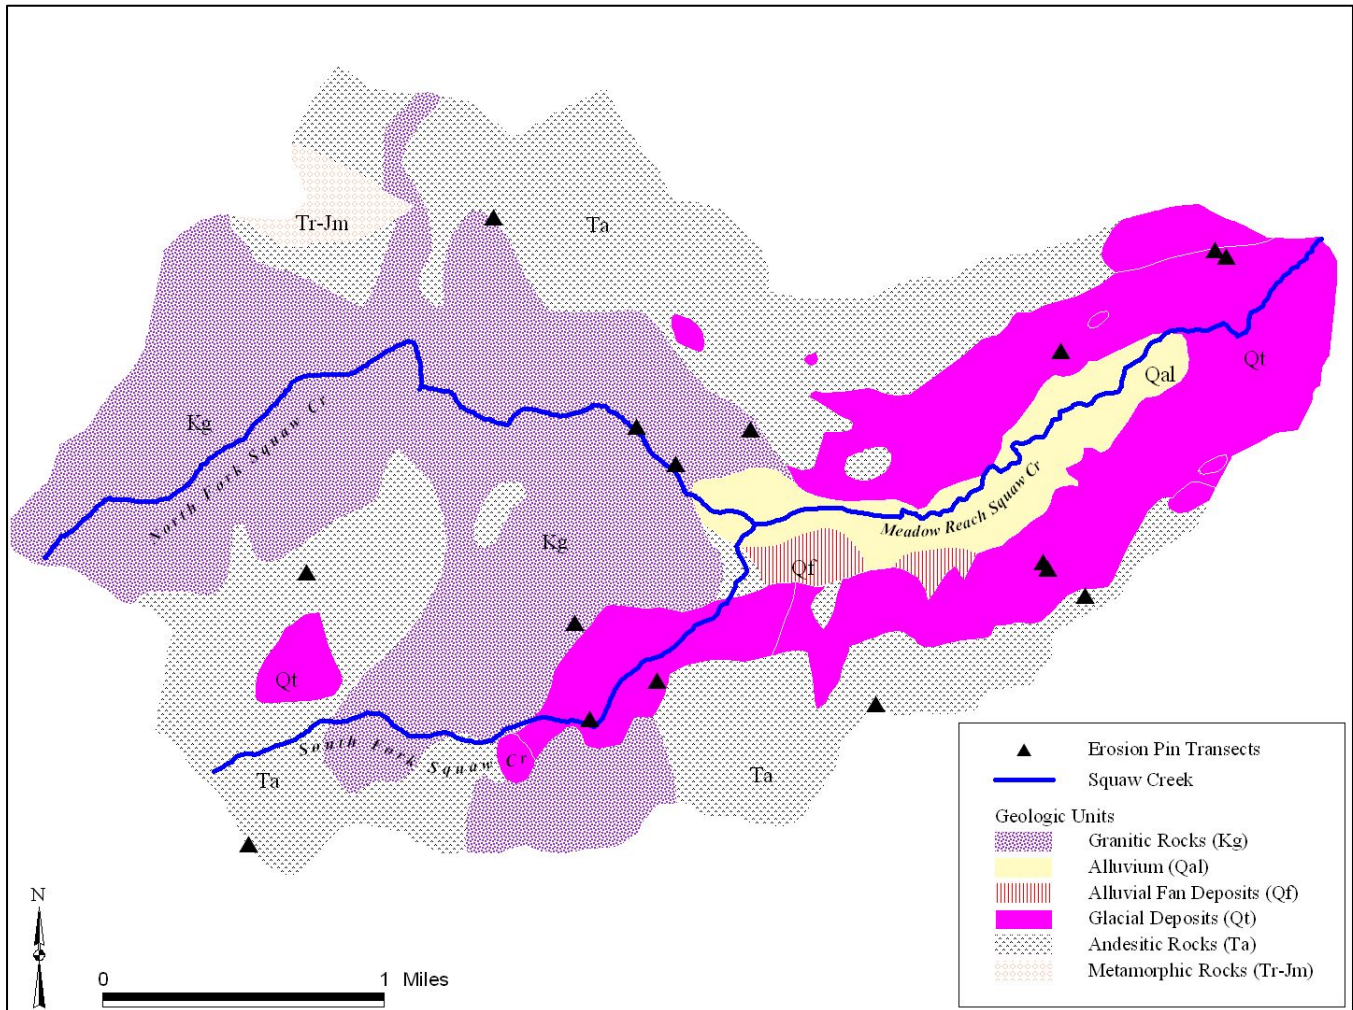 Tr-Jm
Ta
Qt
Qal
Kg
North Fork Squaw Cr
Meadow Reach Squaw Cr
Kg
Qf
Qt
South Fork Squaw Cr
Ta
Ta
Erosion Pin Transects
Squaw Creek
Geologic Units
Granitic Rocks (Kg)
Alluvium (Qal)
Alluvial Fan Deposits (Qf)
Glacial Deposits (Qt)
Andesitic Rocks (Ta)
Metamorphic Rocks (Tr-Jm)
N
0 1 Miles